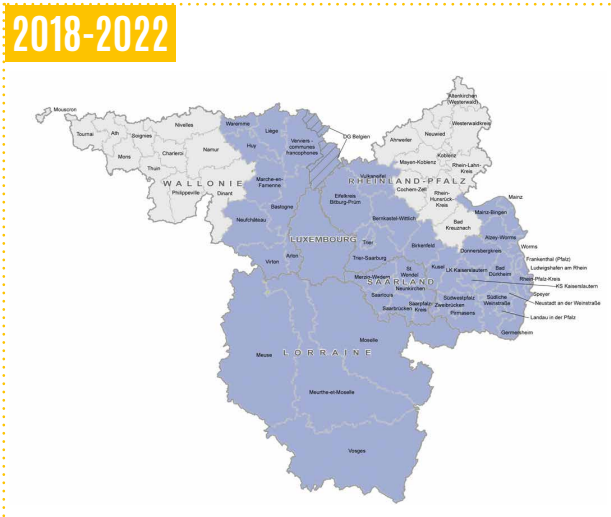 2018-2022
Mouscron
Tournai
Ath
Soignies
Mons
Nivelles
Charleroi
Thuin
Namur
Philippeville
Dinant
WALLONIE
Waremme
Liège
Huy
Verviers -
communes
francophones
DG Belgien
Marche-en-
Famenne
Bastogne
Neufchâteau
Virton
Arlon
LUXEMBOURG
Altenkirchen
(Westerwald)
Westerwaldkreis
Neuwied
Ahrweiler
Koblenz
Mayen-Koblenz
Rhein-Lahn-
Kreis
Vulkaneifel
RHEINLAND-PFALZ
Cochem-Zell
Rhein-
Hunsrück-
Kreis
Eifelkreis
Bitburg-Prüm
Bernkastel-Wittlich
Bad
Kreuznach
Mainz
Mainz-Bingen
Alzey-Worms
Worms
Trier
Birkenfeld
Donnersbergkreis
Frankenthal (Pfalz)
Ludwigshafen am Rhein
Trier-Saarburg
Kusel
LK Kaiserslautern
Bad
Dürkheim
Rhein-Pfalz-Kreis
KS Kaiserslautern
Merzig-Wadern
St.
Wendel
SAARLAND
Neunkirchen
Speyer
Neustadt an der Weinstraße
Saarlouis
Saarbrücken
Saarpfalz-
Kreis
Südwestpfalz
Zweibrücken
Pirmasens
Südliche
Weinstraße
Landau in der Pfalz
Germersheim
Meuse
Moselle
LORRAINE
Meurthe-et-Moselle
Vosges